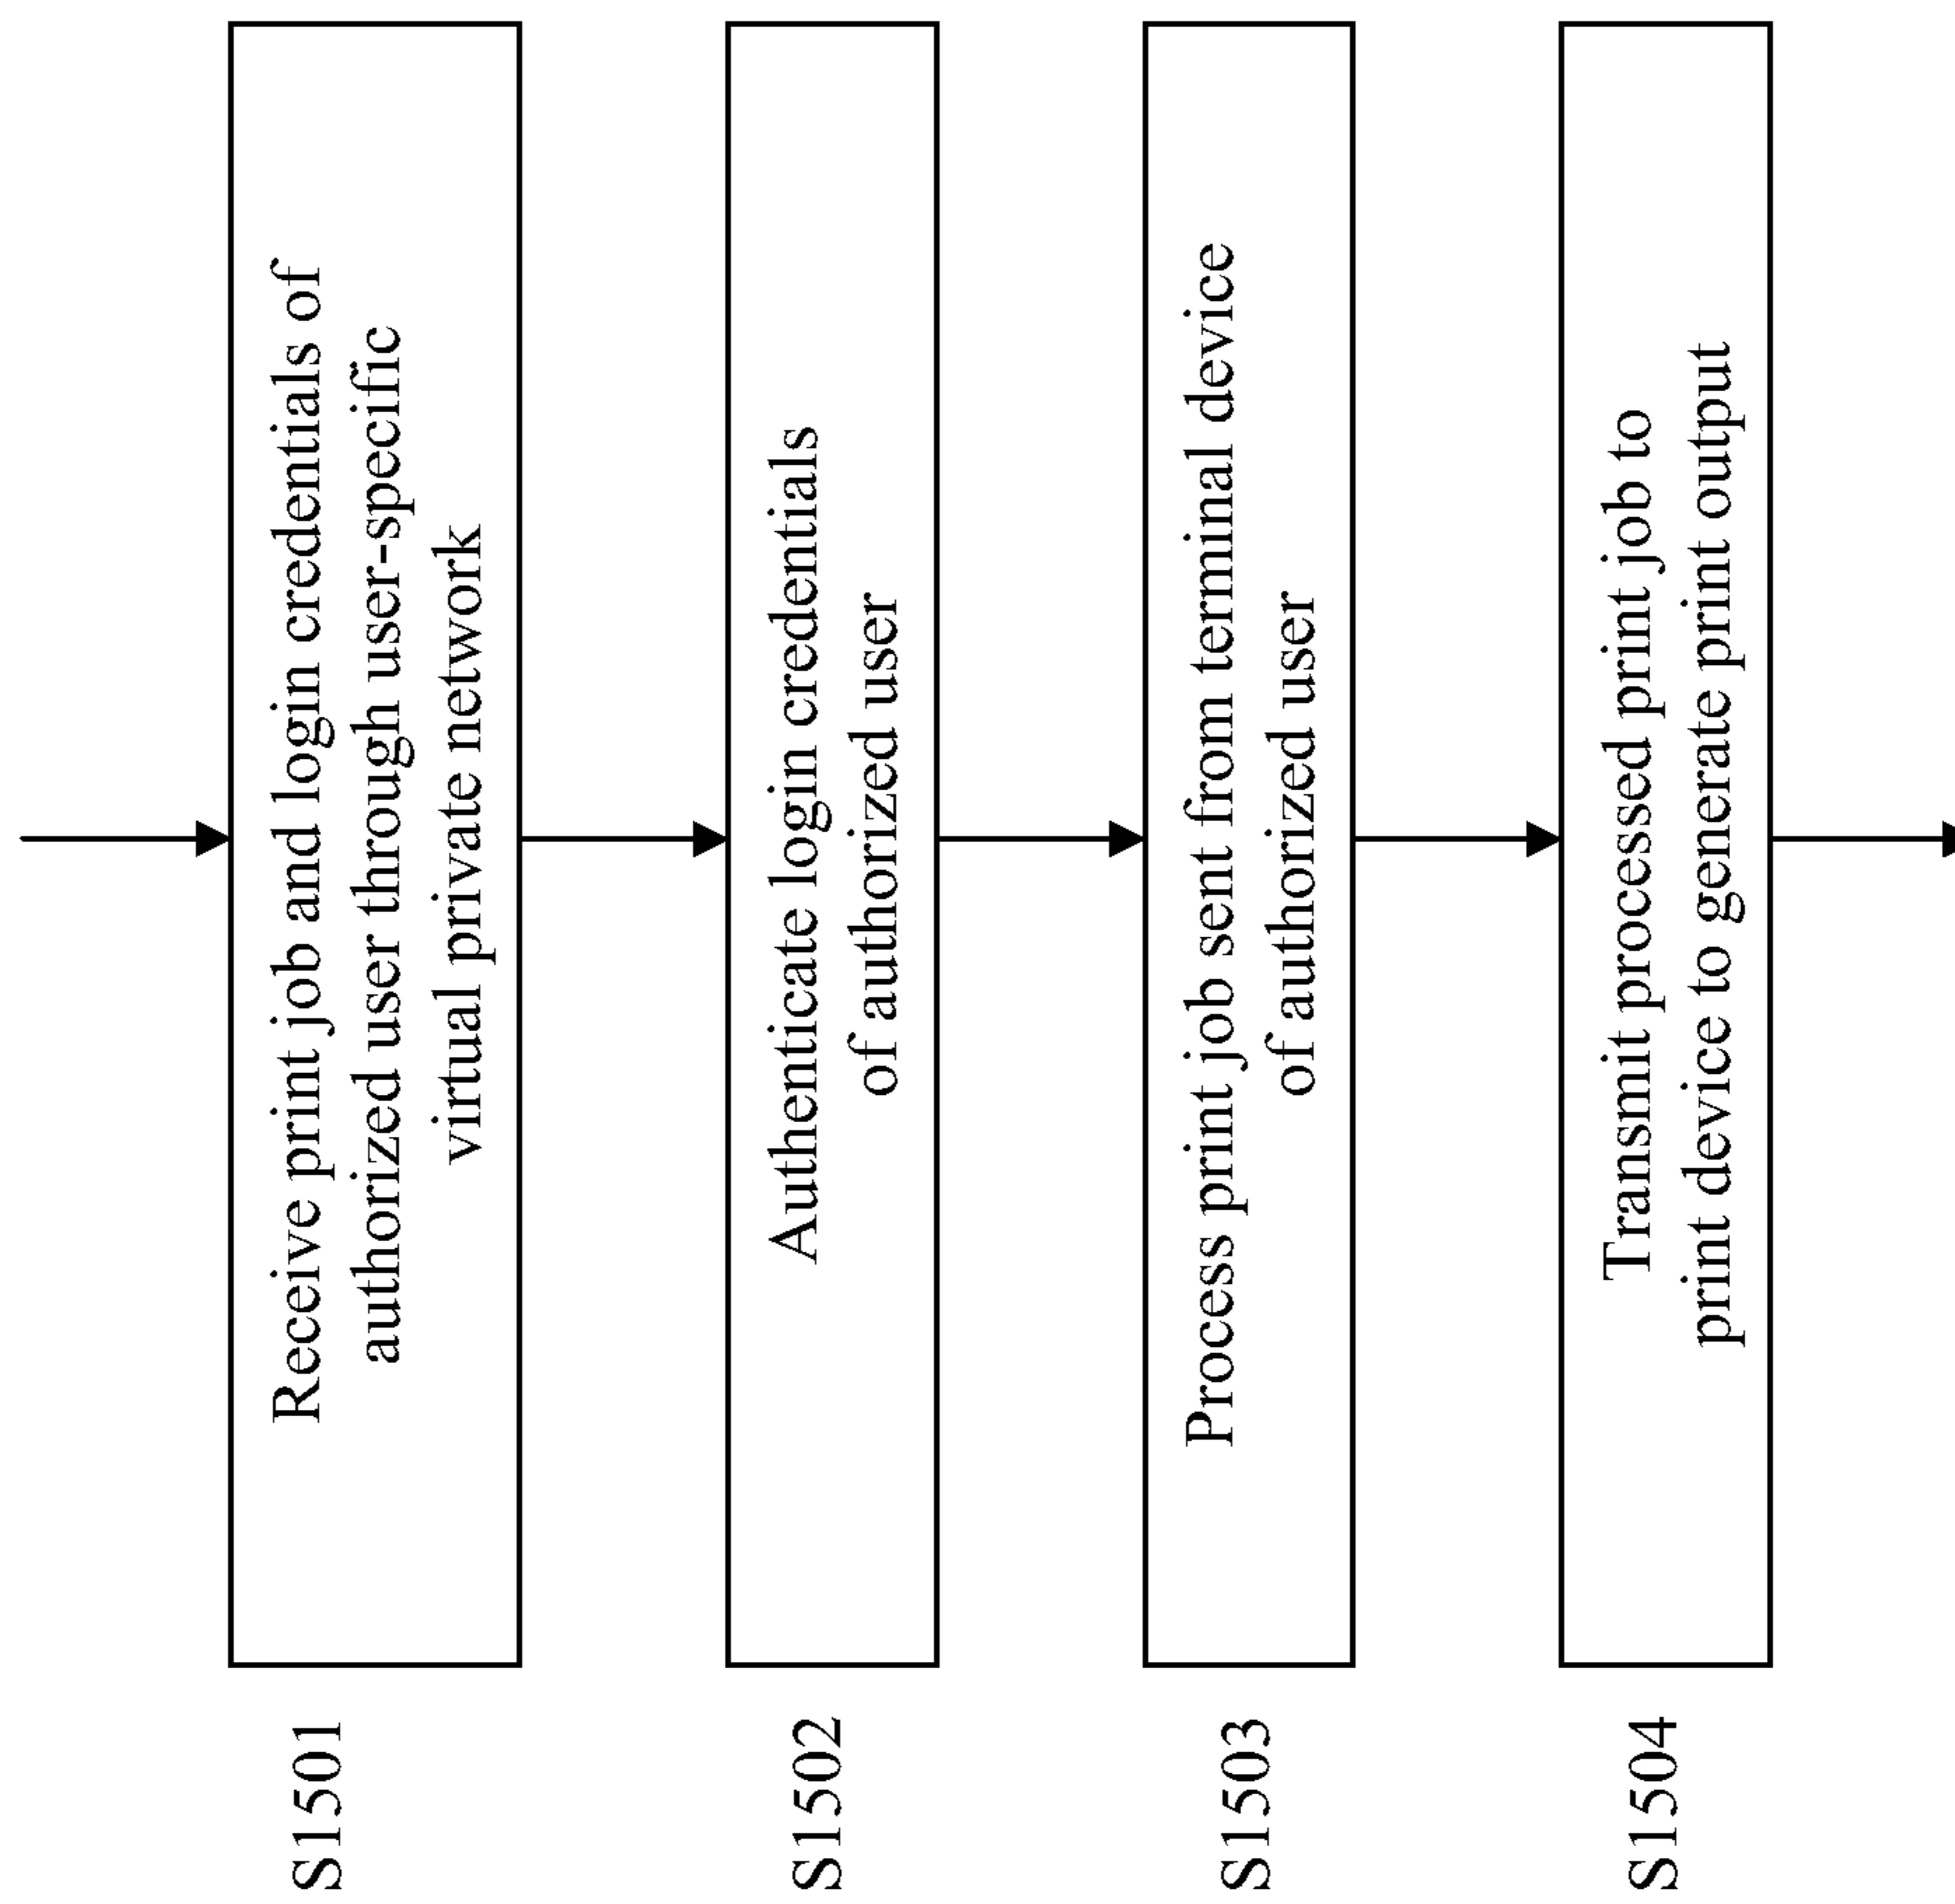 S1501
Receive print job and login credentials of
authorized user through user-specific
virtual private network
S1502
Authenticate login credentials
of authorized user
S1503
Process print job sent from terminal device
of authorized user
S1504
Transmit processed print job to
print device to generate print output